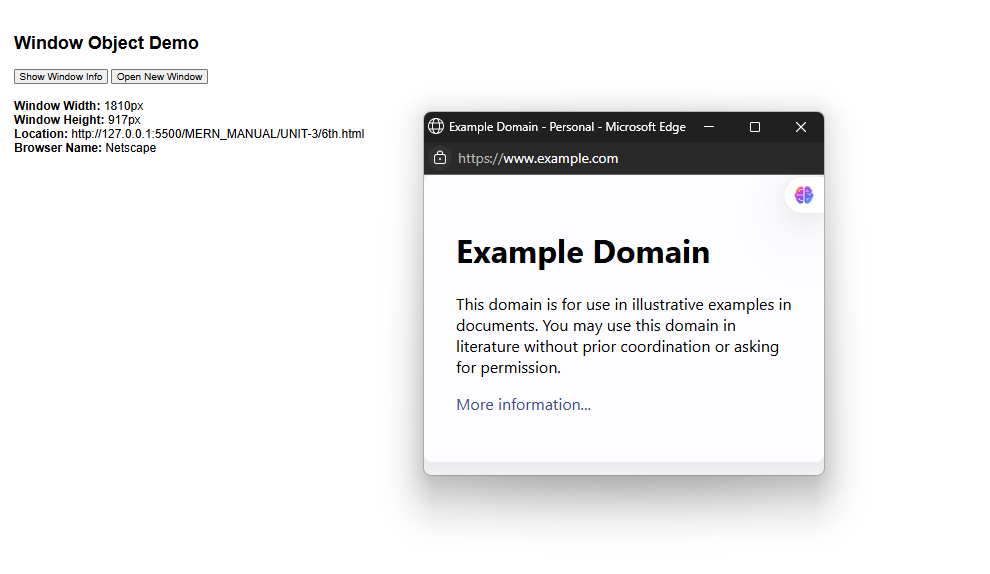 Window Object Demo
Show Window Info Open New Window
Window Width: 1810px
Window Height: 917px
Location: http://127.0.0.1:5500/MERN_MANUAL/UNIT-3/6th.html
Browser Name: Netscape
Example Domain - Personal - Microsoft Edge
https://www.example.com
Example Domain
This domain is for use in illustrative examples in
documents. You may use this domain in
literature without prior coordination or asking
for permission.
More information...